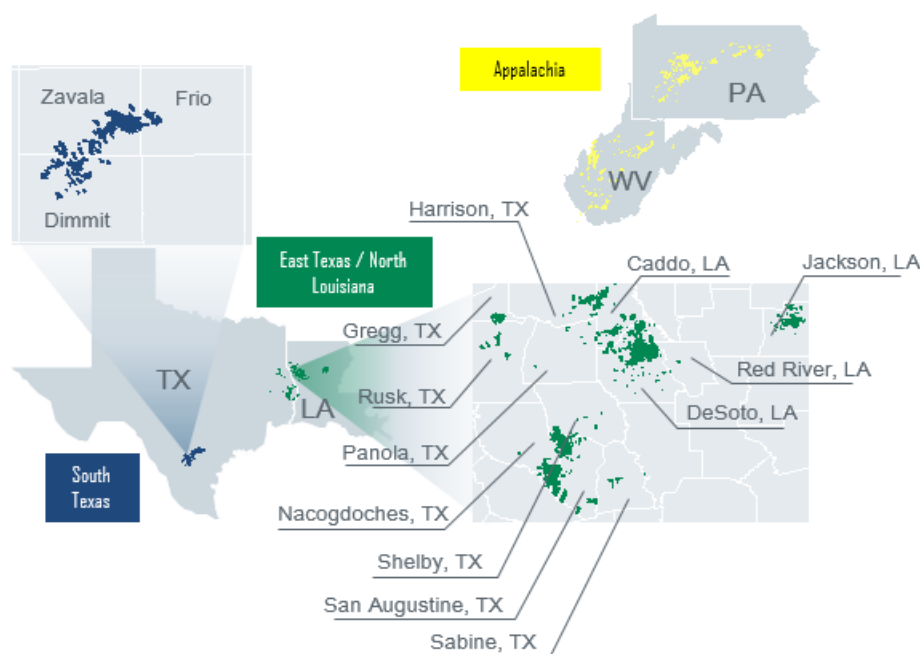 Appalachia
PA
WV
Zavala
Frio
Dimmit
Harrison, TX
East Texas / North
Louisiana
Caddo, LA
Jackson, LA
Gregg, TX
TX
LA
Rusk, TX
Red River, LA
DeSoto, LA
Panola, TX
South
Texas
Nacogdoches, TX
Shelby, TX
San Augustine, TX
Sabine, TX